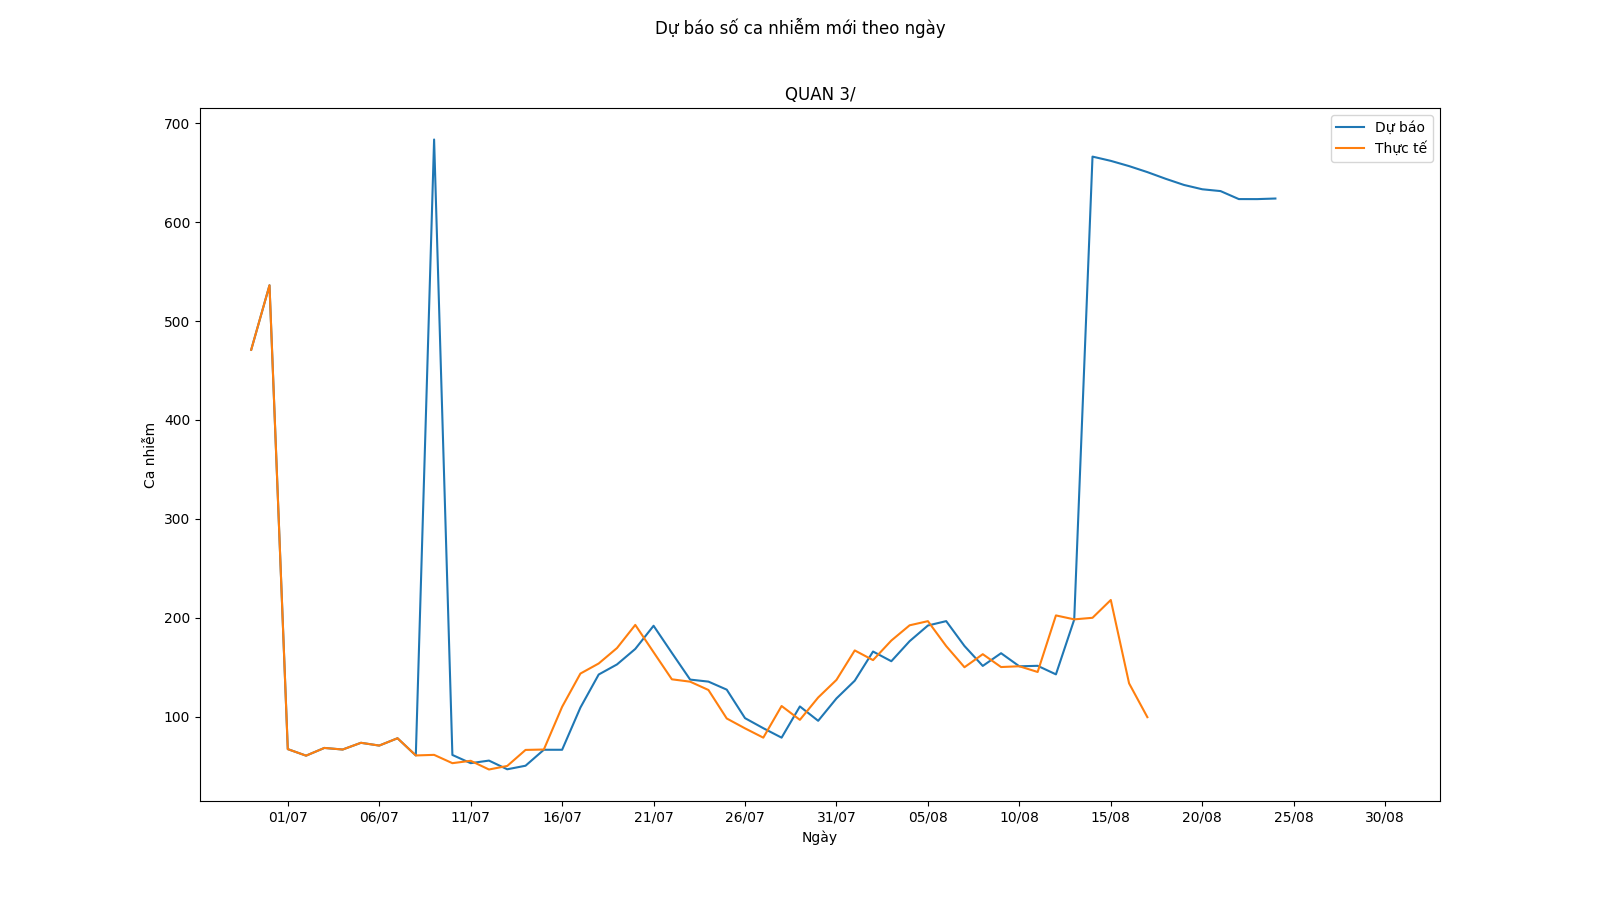 Dự báo số ca nhiễm mới theo ngày
QUAN 3/
Dự báo
Thực tế
700
600
500
400
300
200
100
Ca nhiễm
01/07 06/07 11/07 16/07 21/07 26/07 31/07 05/08 10/08 15/08 20/08 25/08 30/08
Ngày